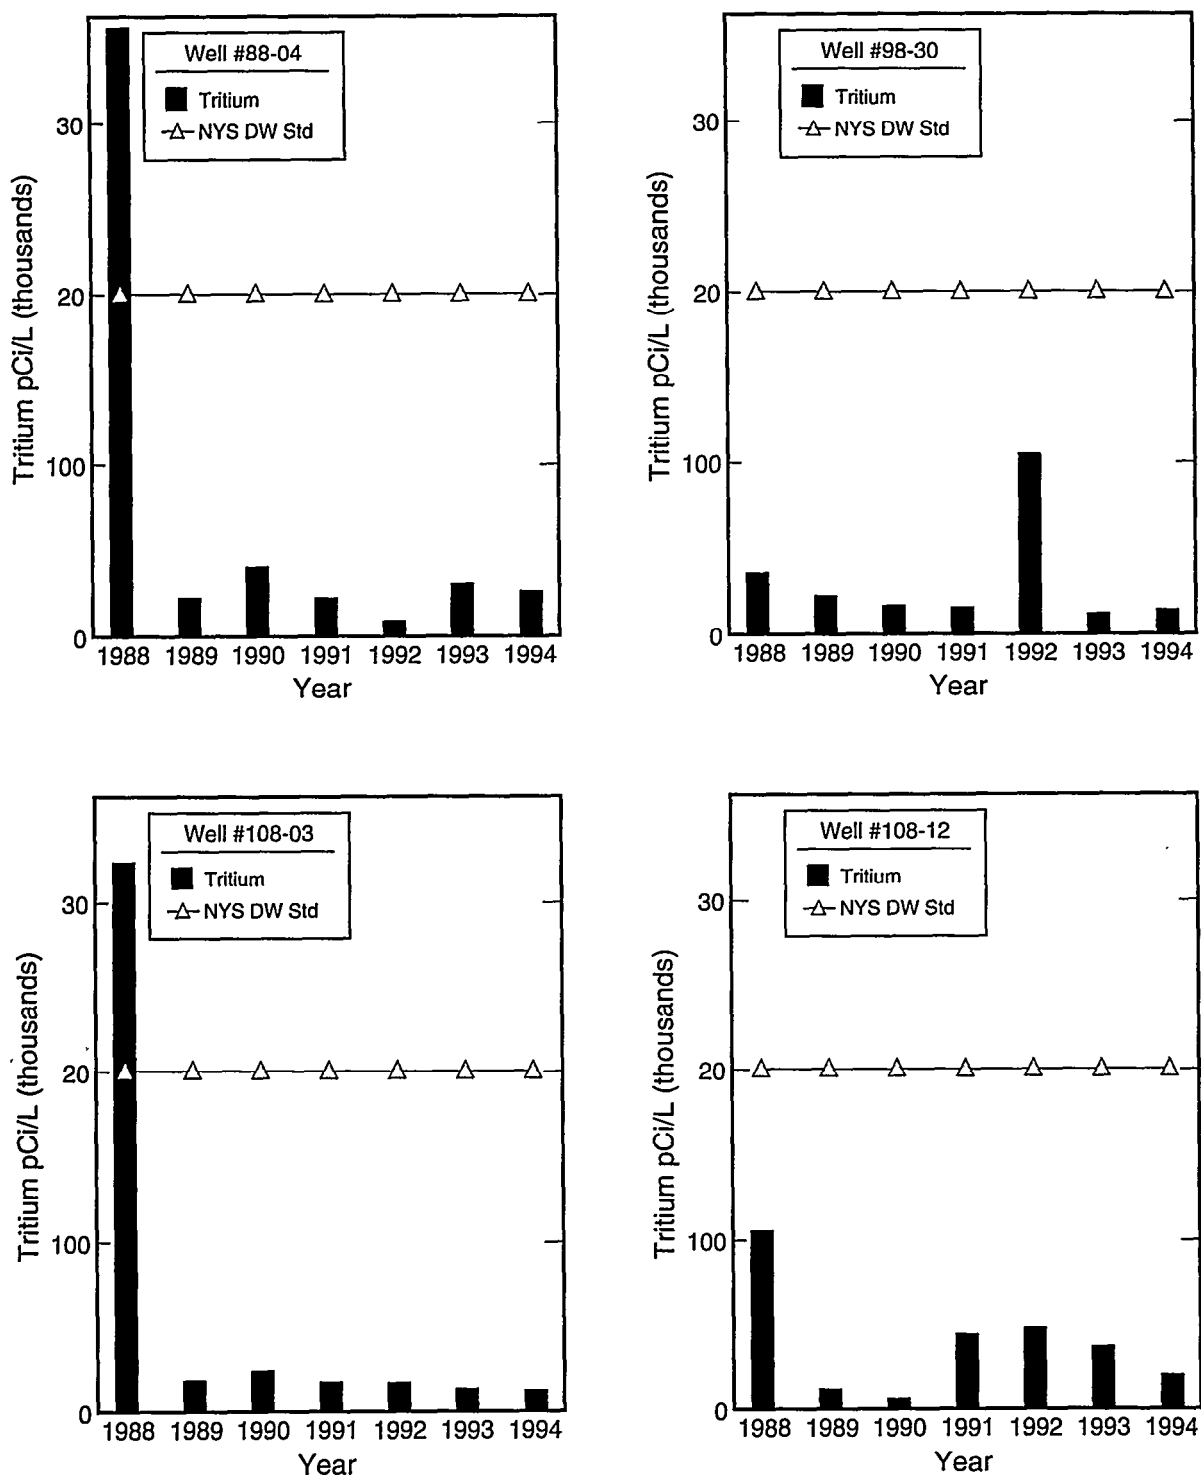 Well #88-04
Tritium
NYS DW Std
30
20
100
0
Tritium pCi/L (thousands)
1988 1989 1990 1991 1992 1993 1994
Year
Well #98-30
Tritium
NYS DW Std
30
20
100
0
Tritium pCi/L (thousands)
1988 1989 1990 1991 1992 1993 1994
Year
Well #108-03
Tritium
NYS DW Std
30
20
100
0
Tritium pCi/L (thousands)
1988 1989 1990 1991 1992 1993 1994
Year
Well #108-12
Tritium
NYS DW Std
30
20
100
0
Tritium pCi/L (thousands)
1988 1989 1990 1991 1992 1993 1994
Year